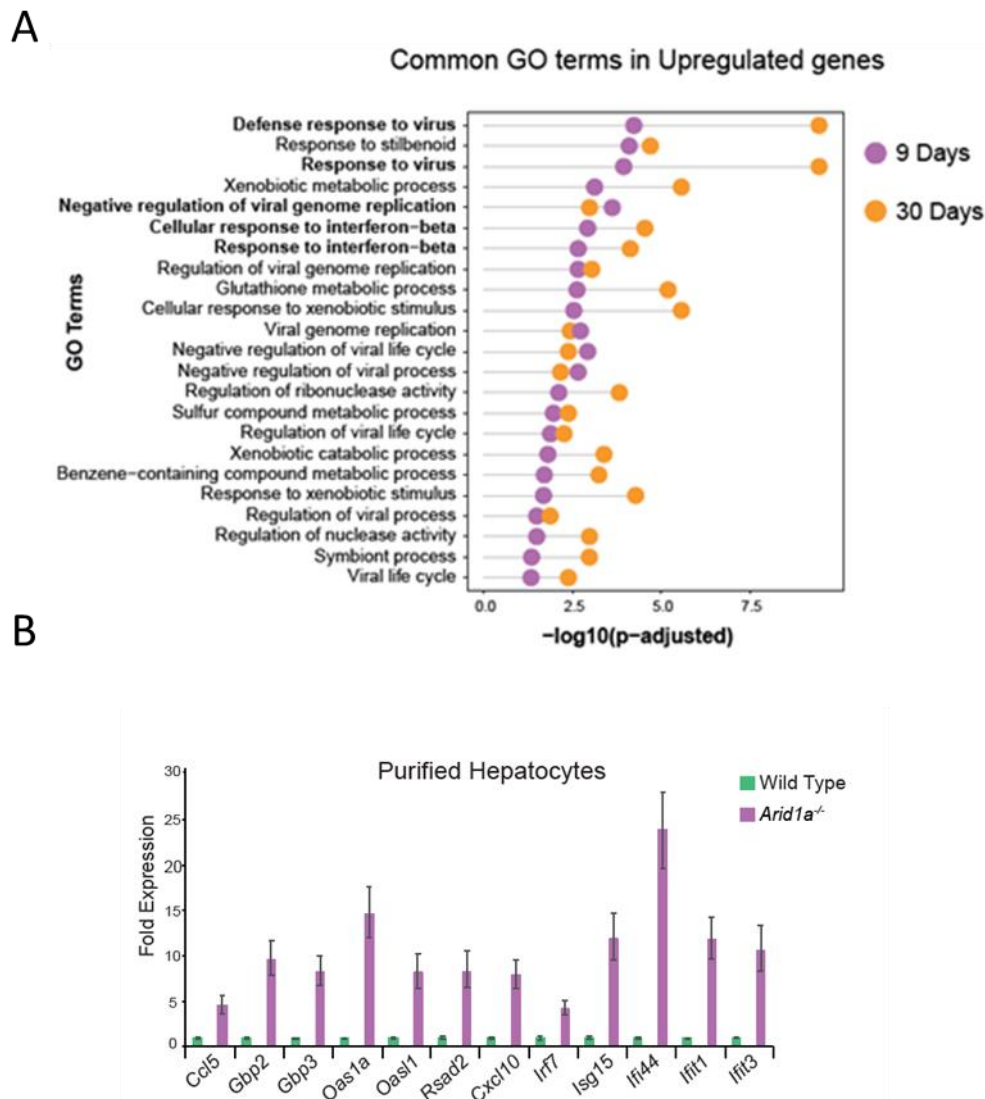 A
Common GO terms in Upregulated genes
Defense response to virus
Response to stilbenoid
Response to virus
Xenobiotic metabolic process
Negative regulation of viral genome replication
Cellular response to interferon−beta
Response to interferon−beta
Regulation of viral genome replication
Glutathione metabolic process
Cellular response to xenobiotic stimulus
Viral genome replication
Negative regulation of viral life cycle
Negative regulation of viral process
Regulation of ribonuclease activity
Sulfur compound metabolic process
Regulation of viral life cycle
Xenobiotic catabolic process
Benzene−containing compound metabolic process
Response to xenobiotic stimulus
Regulation of viral process
Regulation of nuclease activity
Symbiont process
Viral life cycle
GO Terms
9 Days
30 Days
0.0 2.5 5.0 7.5
−log10(p−adjusted)
B
Purified Hepatocytes
Wild Type
Arid1a-/-
Fold Expression
30
25
20
15
10
5
0
Ccl5 Gbp2 Gbp3 Oas1a Oasl1 Rsad2 Cxcl10 Irf7 Isg15 Ifi44 Ifit1 Ifit3